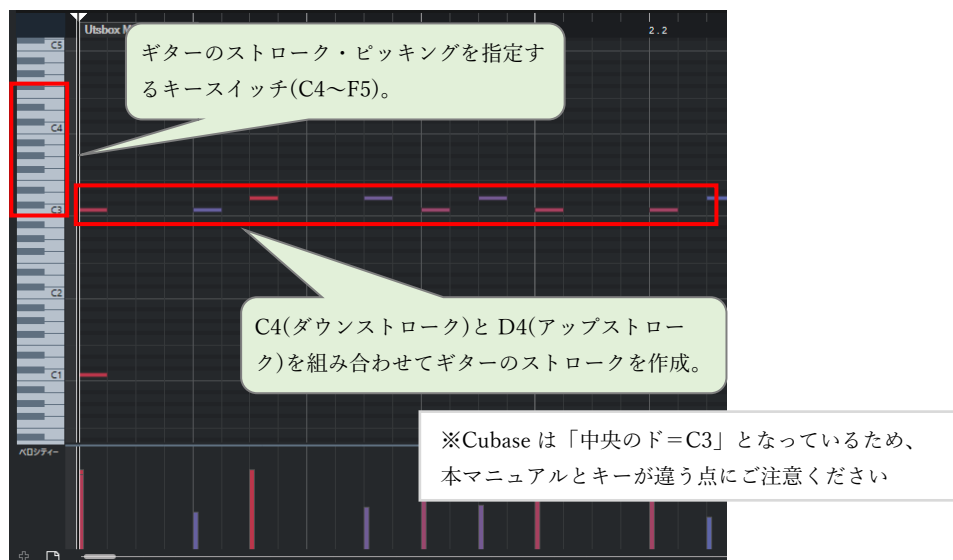 Utsbox M
2.2
C5
ギターのストローク・ピッキングを指定す
るキースイッチ(C4～F5)。
C4
C3
C2
C4(ダウンストローク)と D4(アップストロー
ク)を組み合わせてギターのストロークを作成。
C1
※Cubase は「中央のド＝C3」となっているため、
本マニュアルとキーが違う点にご注意ください
ベロシティー